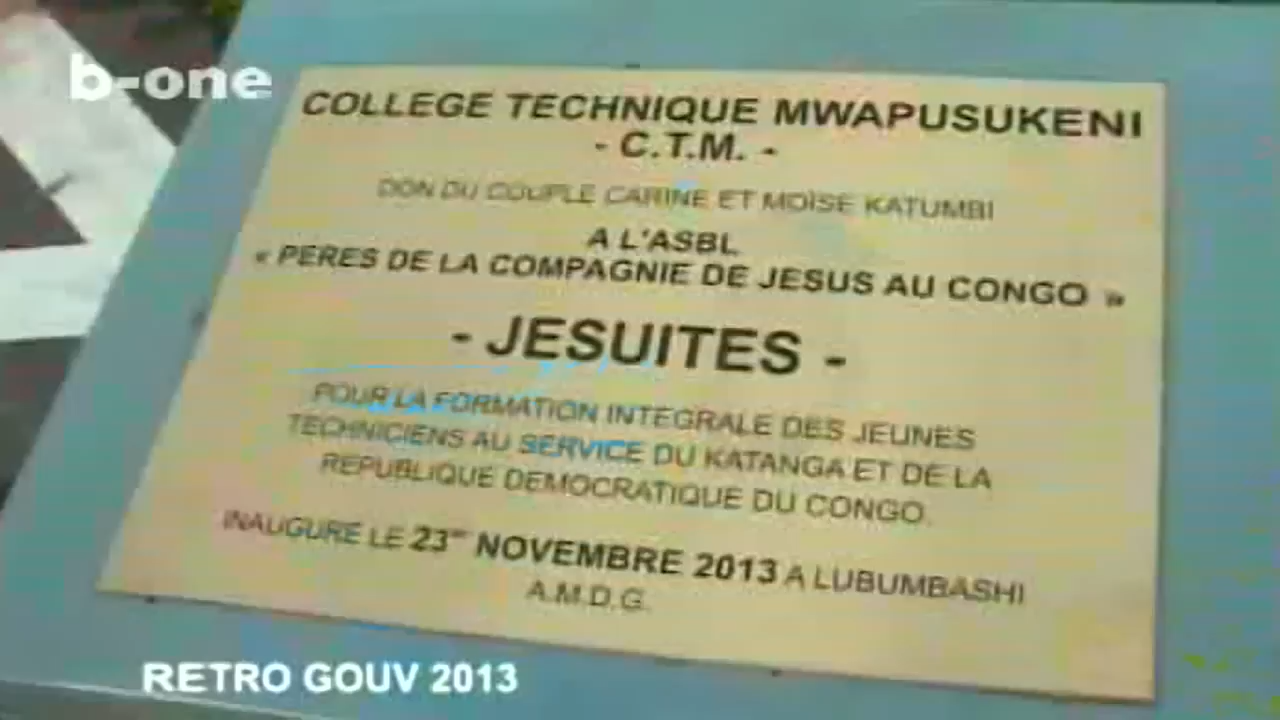 b-one
COLLEGE TECHNIQUE MWAPUSUKENI
- C.T.M. -
DON DU COUPLE CARINE ET MOÏSE KATUMBI
A L'ASBL
« PERES DE LA COMPAGNIE DE JESUS AU CONGO »
- JESUITES -
POUR LA FORMATION INTEGRALE DES JEUNES
TECHNICIENS AU SERVICE DU KATANGA ET DE LA
REPUBLIQUE DEMOCRATIQUE DU CONGO.
INAUGURE LE 23 NOVEMBRE 2013 A LUBUMBASHI
A.M.D.G.
RETRO GOUV 2013